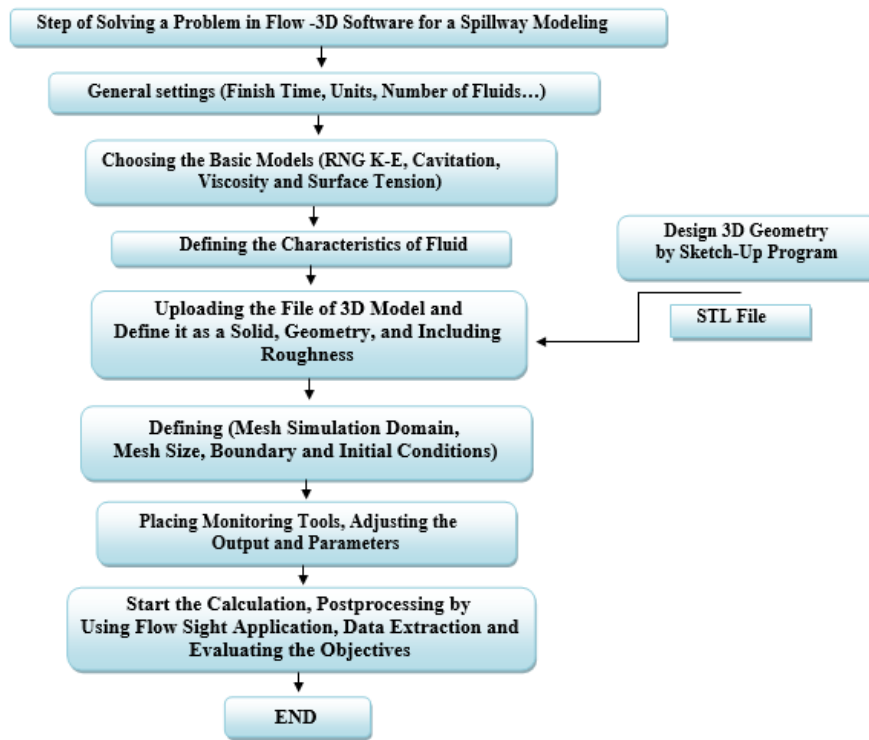 Step of Solving a Problem in Flow -3D Software for a Spillway Modeling
General settings (Finish Time, Units, Number of Fluids…)
Choosing the Basic Models (RNG K-E, Cavitation,
Viscosity and Surface Tension)
Defining the Characteristics of Fluid
Design 3D Geometry
by Sketch-Up Program
STL File
Uploading the File of 3D Model and
Define it as a Solid, Geometry, and Including
Roughness
Defining (Mesh Simulation Domain,
Mesh Size, Boundary and Initial Conditions)
Placing Monitoring Tools, Adjusting the
Output and Parameters
Start the Calculation, Postprocessing by
Using Flow Sight Application, Data Extraction and
Evaluating the Objectives
END